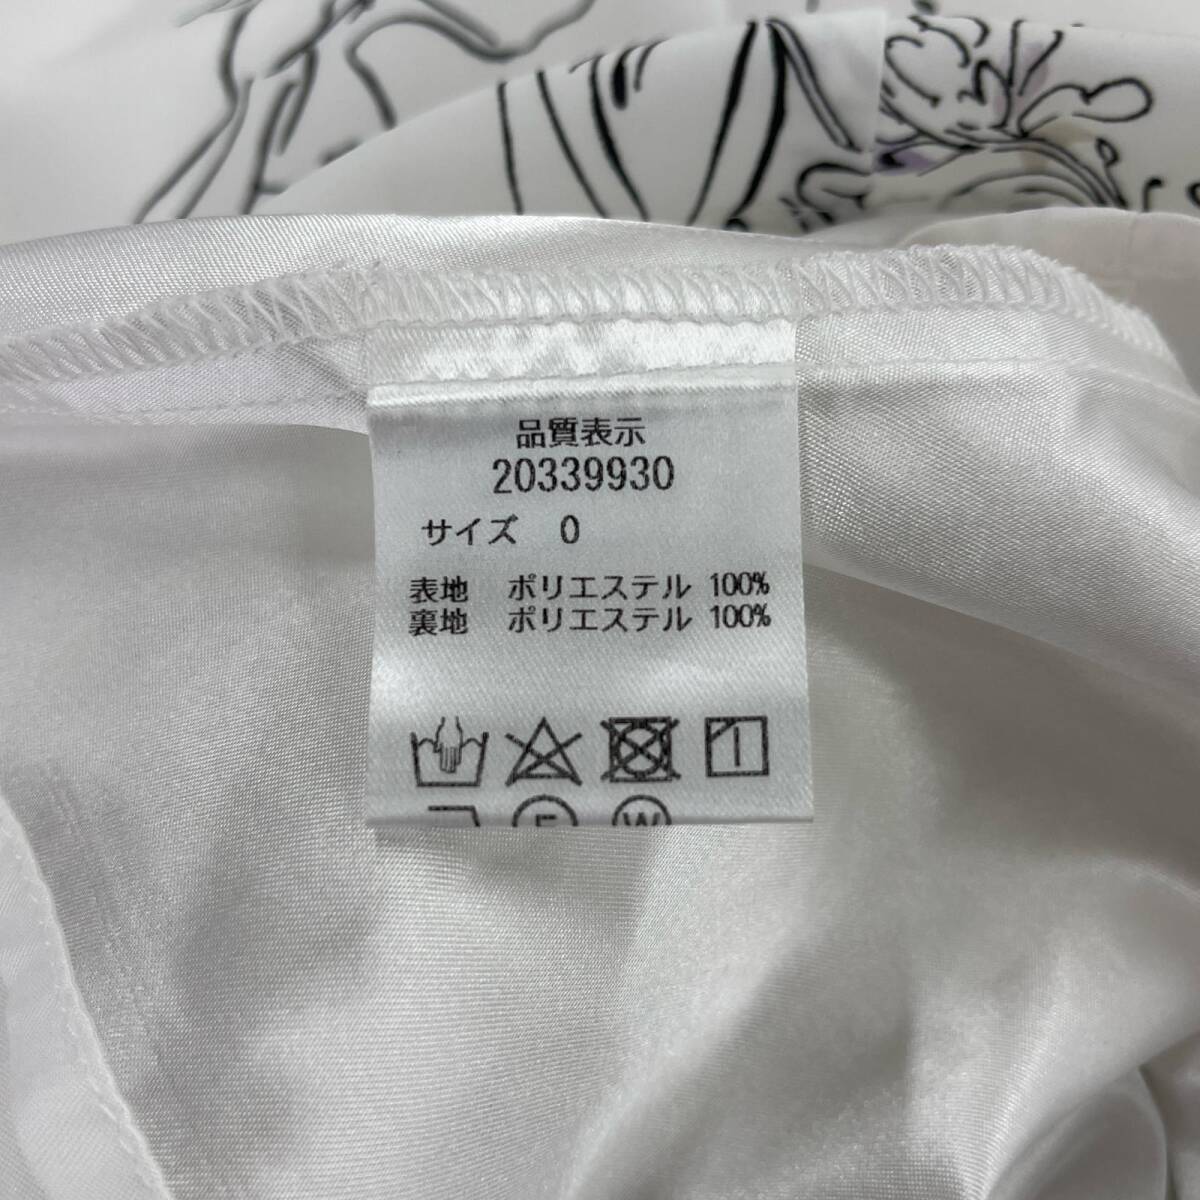 品質表示
20339930
サイズ 0
表地 ポリエステル 100%
裏地 ポリエステル 100%
F W